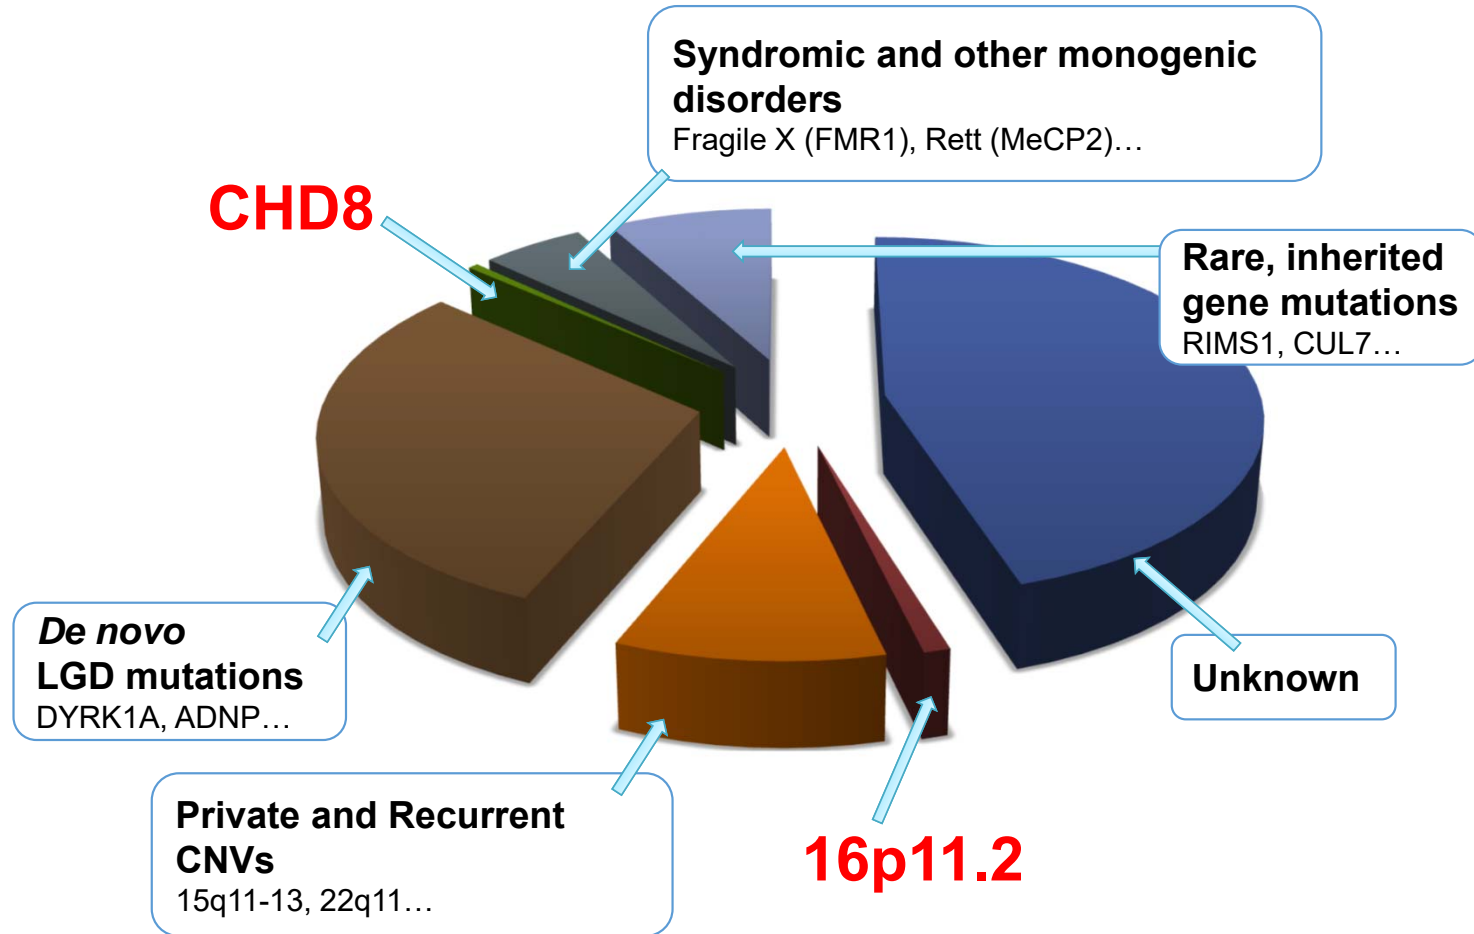 Syndromic and other monogenic
disorders
Fragile X (FMR1), Rett (MeCP2)…
CHD8
Rare, inherited
gene mutations
RIMS1, CUL7…
De novo
LGD mutations
DYRK1A, ADNP…
Unknown
Private and Recurrent
CNVs
15q11-13, 22q11…
16p11.2